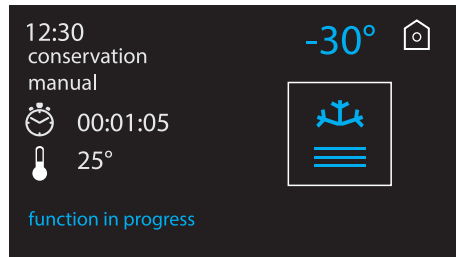 12:30
-30°
conservation
manual
00:01:05
25°
function in progress